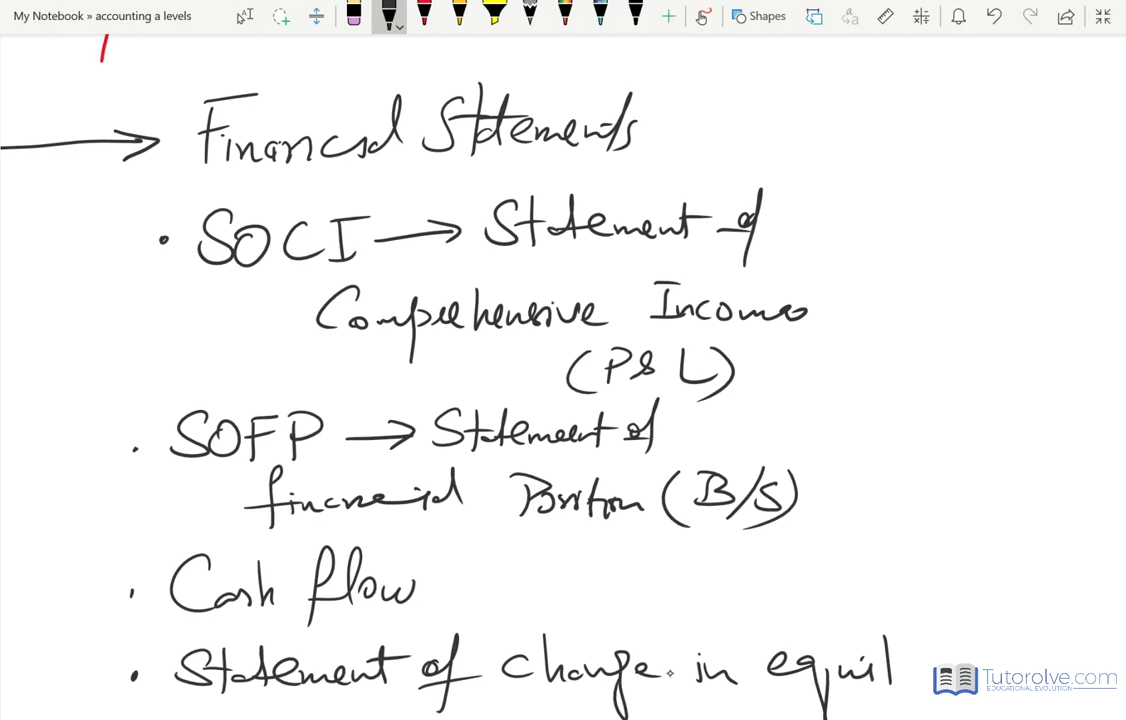 My Notebook » accounting a levels
Shapes
→ Financial Statements
• SOCI → Statement of
Comprehensive Income
(P&L)
• SOFP → Statement of
financial Position (B/S)
• Cash flow
• Statement of change in equit
Tutorolve.com
EDUCATIONAL EVOLUTION